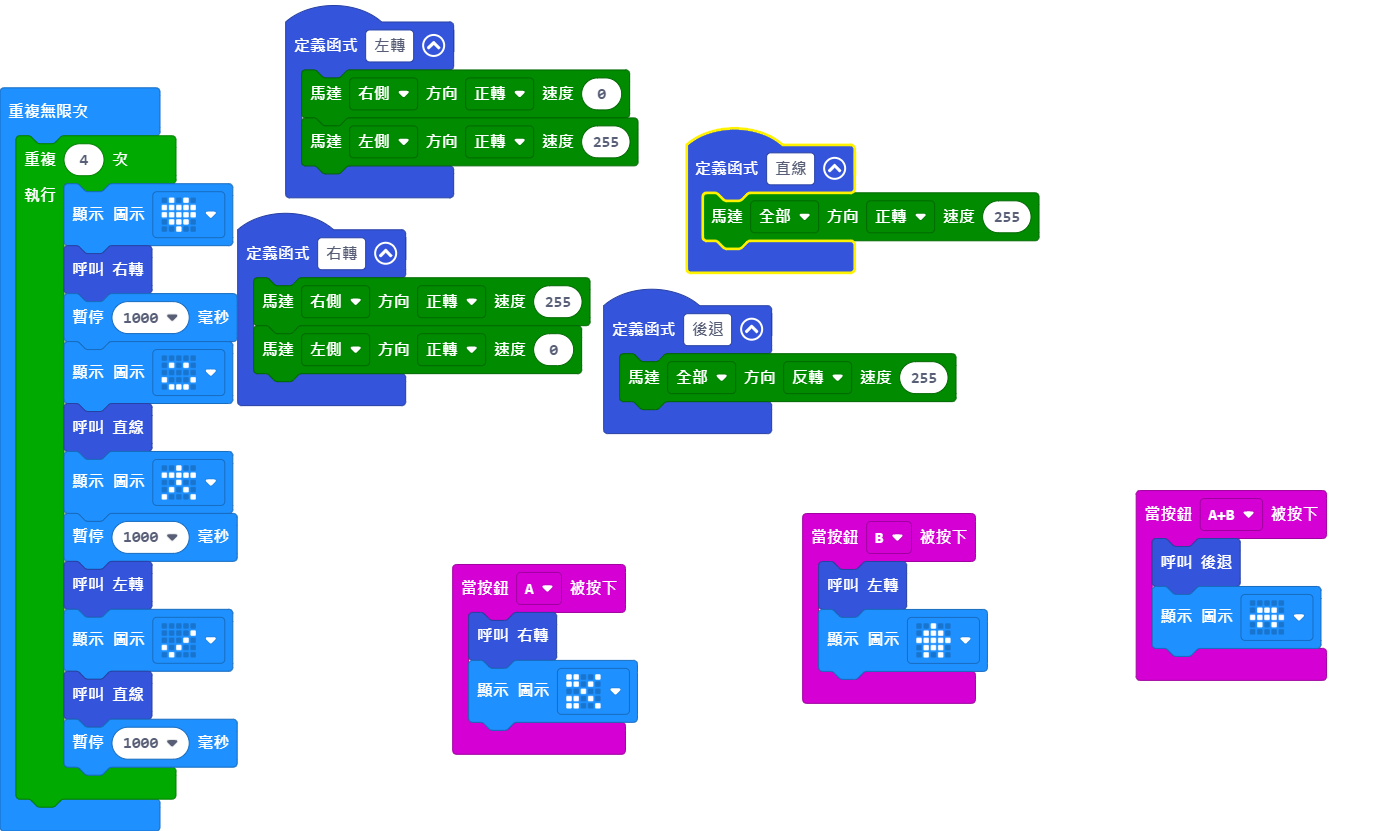 重複無限次
重複 4 次
執行
顯示 圖示
呼叫 右轉
暫停 1000 毫秒
顯示 圖示
呼叫 直線
顯示 圖示
暫停 1000 毫秒
呼叫 左轉
顯示 圖示
呼叫 直線
暫停 1000 毫秒
定義函式 左轉
馬達 右側 方向 正轉 速度 0
馬達 左側 方向 正轉 速度 255
定義函式 右轉
馬達 右側 方向 正轉 速度 255
馬達 左側 方向 正轉 速度 0
定義函式 直線
馬達 全部 方向 正轉 速度 255
定義函式 後退
馬達 全部 方向 反轉 速度 255
當按鈕 A 被按下
呼叫 右轉
顯示 圖示
當按鈕 B 被按下
呼叫 左轉
顯示 圖示
當按鈕 A+B 被按下
呼叫 後退
顯示 圖示